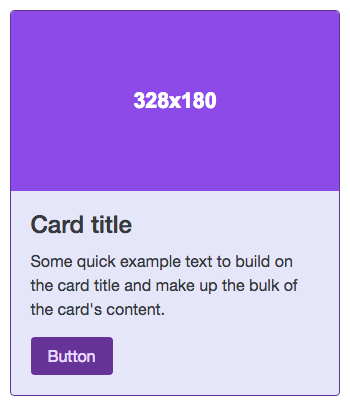 328x180
Card title
Some quick example text to build on
the card title and make up the bulk of
the card's content.
Button